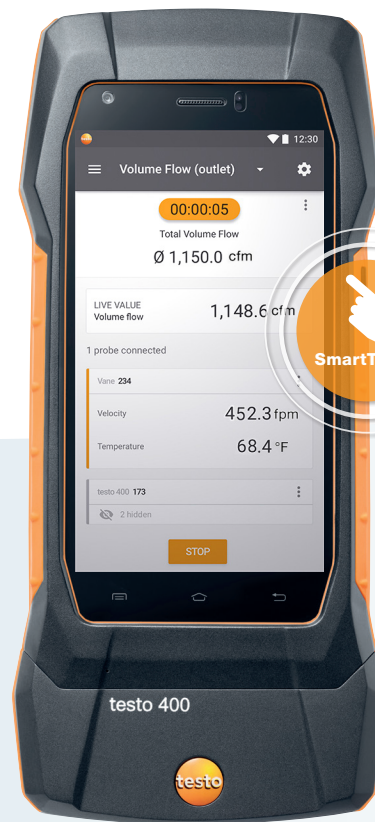 12:30
Volume Flow (outlet)
00:00:05
Total Volume Flow
Ø 1,150.0 cfm
LIVE VALUE
Volume flow
1,148.6 cfm
SmartT
1 probe connected
Vane 234
Velocity 452.3 fpm
Temperature 68.4 °F
testo 400 173
2 hidden
STOP
testo 400
testo